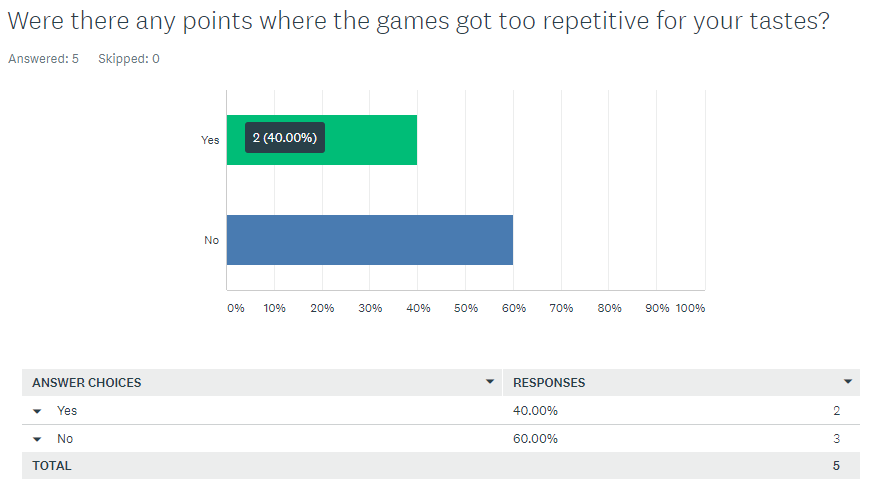 Were there any points where the games got too repetitive for your tastes?
Answered: 5 Skipped: 0
Yes
2 (40.00%)
No
0% 10% 20% 30% 40% 50% 60% 70% 80% 90% 100%
ANSWER CHOICES RESPONSES
Yes 40.00% 2
No 60.00% 3
TOTAL 5